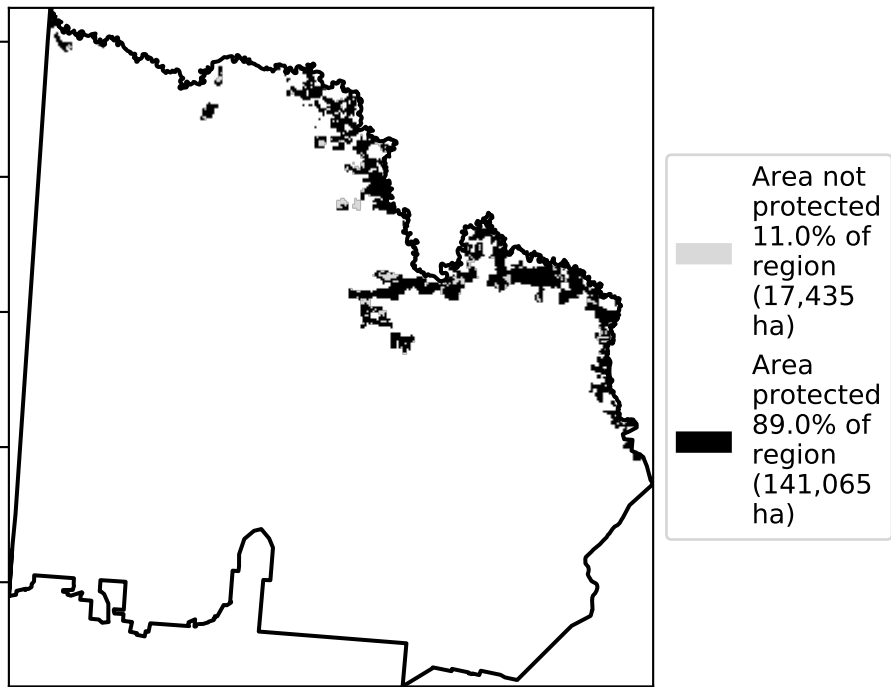 Area not
protected
11.0% of
region
(17,435
ha)
Area
protected
89.0% of
region
(141,065
ha)